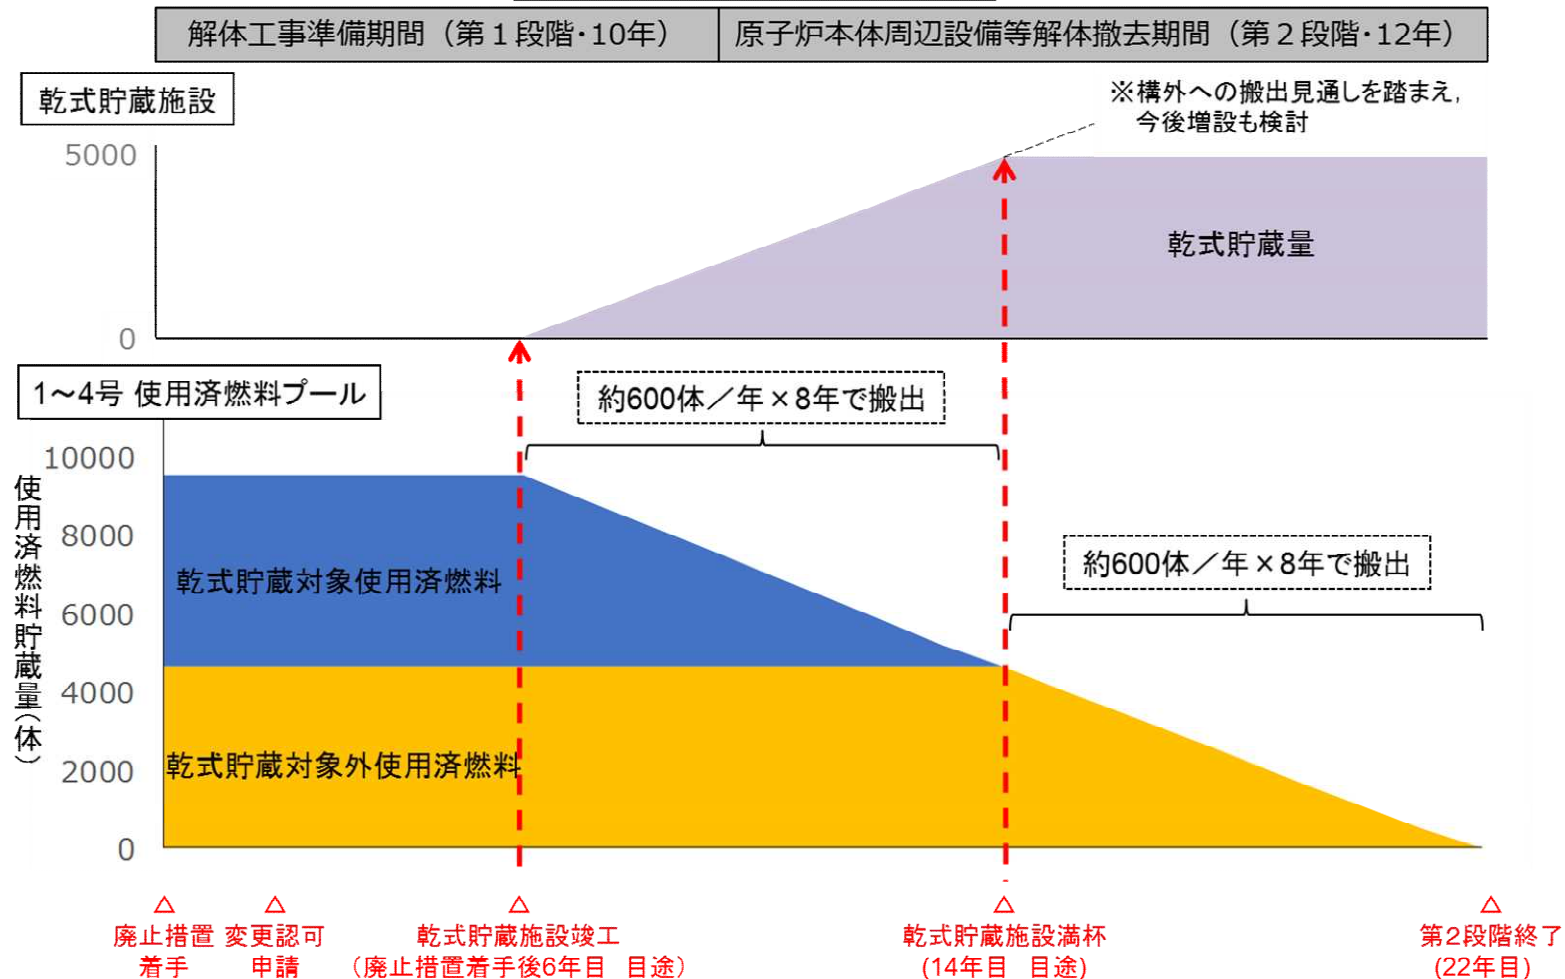 解体工事準備期間（第１段階・10年）
原子炉本体周辺設備等解体撤去期間（第２段階・12年）
乾式貯蔵施設
※構外への搬出見通しを踏まえ，
今後増設も検討
5000
乾式貯蔵量
0
1～4号 使用済燃料プール
約600体／年×8年で搬出
使用済燃料貯蔵量（体）
10000
8000
約600体／年×8年で搬出
乾式貯蔵対象使用済燃料
6000
4000
乾式貯蔵対象外使用済燃料
2000
0
△
廃止措置
着手
△
変更認可
申請
△
乾式貯蔵施設竣工
（廃止措置着手後6年目 目途）
△
乾式貯蔵施設満杯
(14年目 目途)
△
第2段階終了
(22年目)